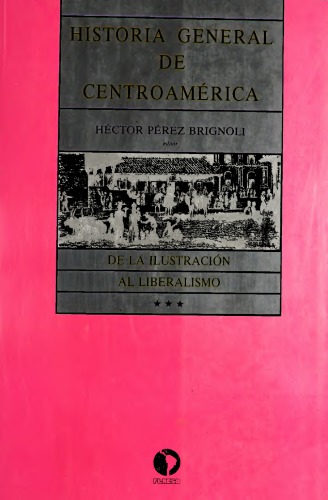 HISTORIA GENERAL
DE
CENTROAMÉRICA
HÉCTOR PÉREZ BRIGNOLI
editor
DE LA ILUSTRACIÓN
AL LIBERALISMO
***
FLACSO